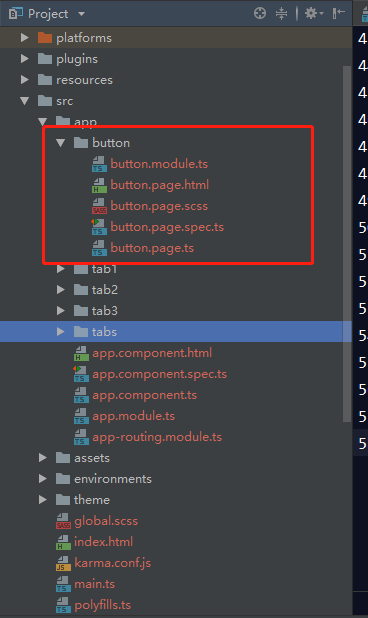 Project
platforms
plugins
resources
src
app
button
button.module.ts
button.page.html
button.page.scss
button.page.spec.ts
button.page.ts
tab1
tab2
tab3
tabs
app.component.html
app.component.spec.ts
app.component.ts
app.module.ts
app-routing.module.ts
assets
environments
theme
global.scss
index.html
karma.conf.js
main.ts
polyfills.ts